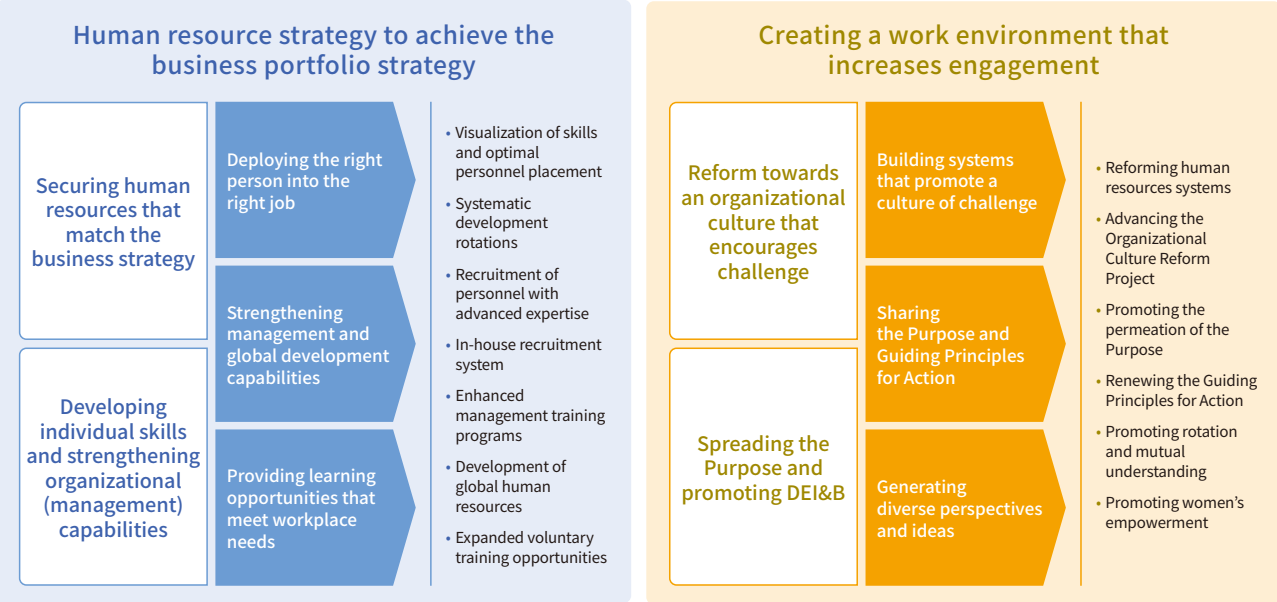 Human resource strategy to achieve the
business portfolio strategy
Securing human
resources that
match the
business strategy
Developing
individual skills
and strengthening
organizational
(management)
capabilities
Deploying the right
person into the
right job
Strengthening
management and
global development
capabilities
Providing learning
opportunities that
meet workplace
needs
• Visualization of skills
and optimal
personnel placement
• Systematic
development
rotations
• Recruitment of
personnel with
advanced expertise
• In-house recruitment
system
• Enhanced
management training
programs
• Development of
global human
resources
• Expanded voluntary
training opportunities
Creating a work environment that
increases engagement
Reform towards
an organizational
culture that
encourages
challenge
Spreading the
Purpose and
promoting DEI&B
Building systems
that promote a
culture of challenge
Sharing
the Purpose and
Guiding Principles
for Action
Generating
diverse perspectives
and ideas
• Reforming human
resources systems
• Advancing the
Organizational
Culture Reform
Project
• Promoting the
permeation of the
Purpose
• Renewing the Guiding
Principles for Action
• Promoting rotation
and mutual
understanding
• Promoting women’s
empowerment